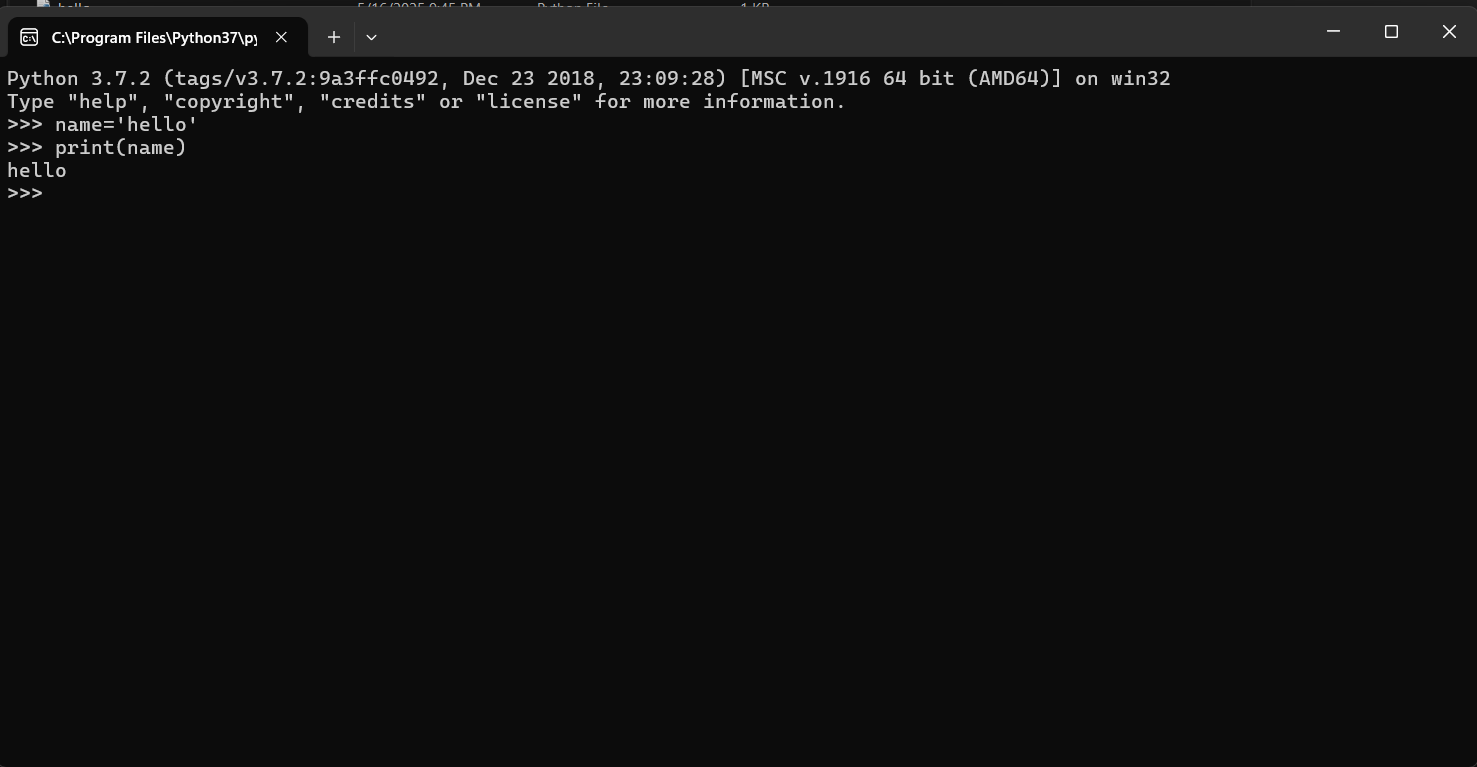 C:\Program Files\Python37\py
Python 3.7.2 (tags/v3.7.2:9a3ffc0492, Dec 23 2018, 23:09:28) [MSC v.1916 64 bit (AMD64)] on win32
Type "help", "copyright", "credits" or "license" for more information.
>>> name='hello'
>>> print(name)
hello
>>>